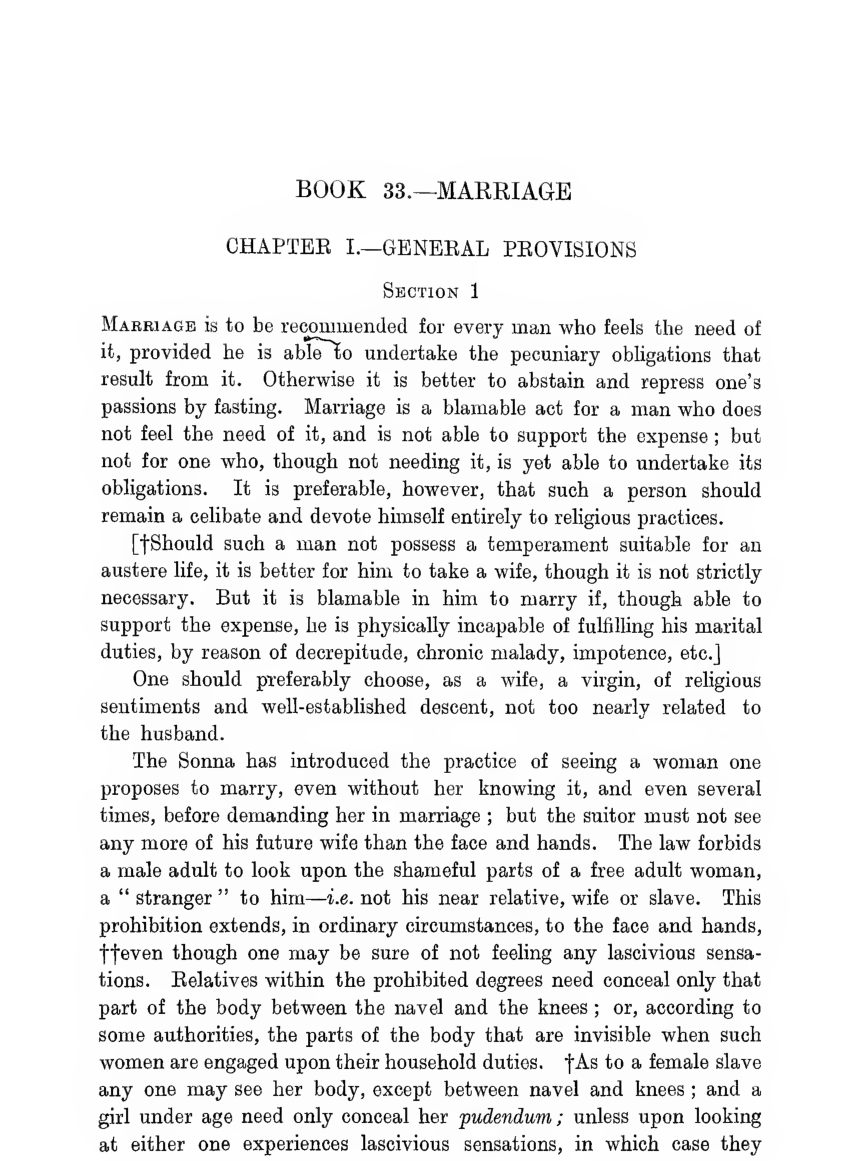 BOOK 33.—MARRIAGE
CHAPTER I.—GENERAL PROVISIONS
Section 1
Marriage is to be recommended for every man who feels the need of
it, provided he is able to undertake the pecuniary obligations that
result from it. Otherwise it is better to abstain and repress one's
passions by fasting. Marriage is a blamable act for a man who does
not feel the need of it, and is not able to support the expense ; but
not for one who, though not needing it, is yet able to undertake its
obligations. It is preferable, however, that such a person should
remain a celibate and devote himself entirely to religious practices.
[†Should such a man not possess a temperament suitable for an
austere life, it is better for him to take a wife, though it is not strictly
necessary. But it is blamable in him to marry if, though able to
support the expense, he is physically incapable of fulfilling his marital
duties, by reason of decrepitude, chronic malady, impotence, etc.]
One should preferably choose, as a wife, a virgin, of religious
sentiments and well-established descent, not too nearly related to
the husband.
The Sonna has introduced the practice of seeing a woman one
proposes to marry, even without her knowing it, and even several
times, before demanding her in marriage ; but the suitor must not see
any more of his future wife than the face and hands. The law forbids
a male adult to look upon the shameful parts of a free adult woman,
a “ stranger ” to him—i.e. not his near relative, wife or slave. This
prohibition extends, in ordinary circumstances, to the face and hands,
††even though one may be sure of not feeling any lascivious sensa-
tions. Relatives within the prohibited degrees need conceal only that
part of the body between the navel and the knees ; or, according to
some authorities, the parts of the body that are invisible when such
women are engaged upon their household duties. †As to a female slave
any one may see her body, except between navel and knees ; and a
girl under age need only conceal her pudendum ; unless upon looking
at either one experiences lascivious sensations, in which case they